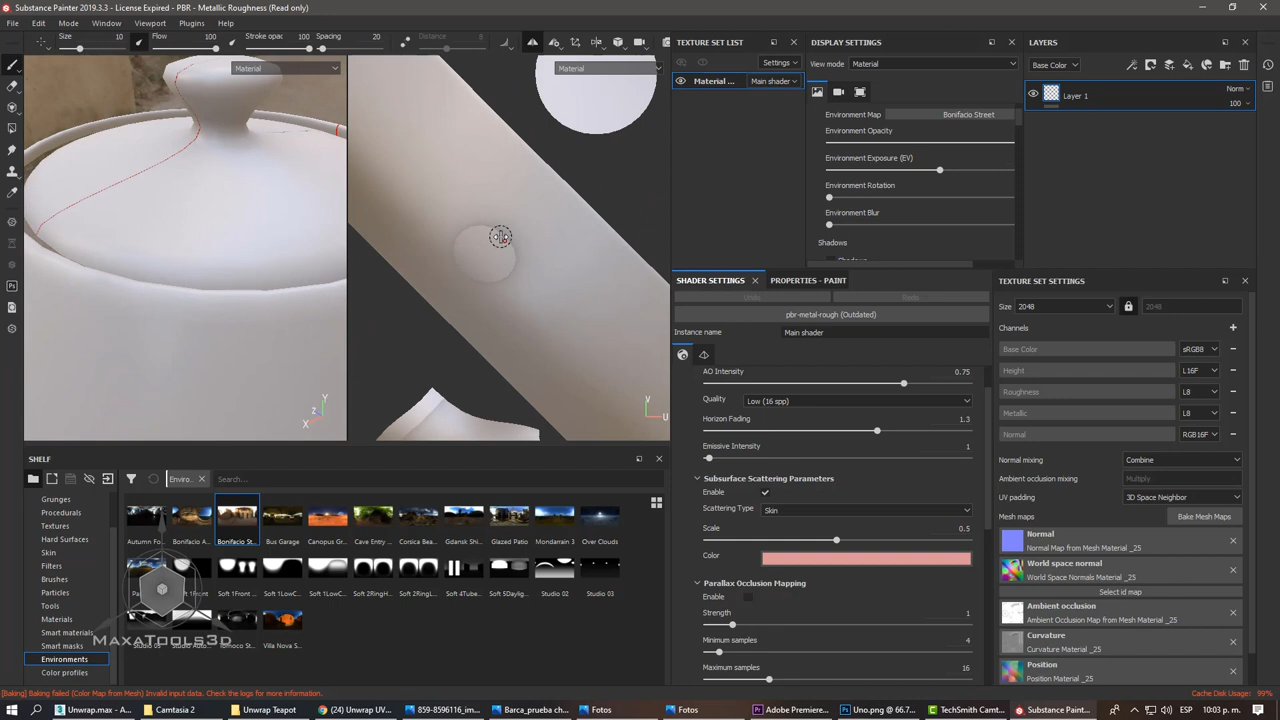 Substance Painter 2019.3.3 - License Expired - PBR - Metallic Roughness (Read only)
File Edit Mode Window Viewport Plugins Help
Size 10 Flow 100 Stroke opac 100 Spacing 20 Distance 8
Material
Material
TEXTURE SET LIST
Settings
Material ... Main shader
DISPLAY SETTINGS
View mode Material
Environment Map Bonifacio Street
Environment Opacity
Environment Exposure (EV)
Environment Rotation
Environment Blur
Shadows
LAYERS
Base Color
Layer 1 Norm
100
Y
Z
X
V
U
SHADER SETTINGS PROPERTIES - PAINT
Undo Redo
pbr-metal-rough (Outdated)
Instance name Main shader
AO Intensity 0.75
Quality Low (16 spp)
Horizon Fading 1.3
Emissive Intensity 1
Subsurface Scattering Parameters
Enable
Scattering Type Skin
Scale 0.5
Color
Parallax Occlusion Mapping
Enable
Strength 1
Minimum samples 4
Maximum samples 16
TEXTURE SET SETTINGS
Size 2048 2048
Channels
Base Color sRGB8
Height L16F
Roughness L8
Metallic L8
Normal RGB16F
Normal mixing Combine
Ambient occlusion mixing Multiply
UV padding 3D Space Neighbor
Mesh maps Bake Mesh Maps
Normal
Normal Map from Mesh Material _25
World space normal
World Space Normals Material _25
Select id map
Ambient occlusion
Ambient Occlusion Map from Mesh Material _25
Curvature
Curvature Material _25
Position
Position Material _25
SHELF
Enviro... Search...
Grunges
Procedurals
Textures
Hard Surfaces
Skin
Filters
Brushes
Particles
Tools
Materials
Smart materials
Smart masks
Environments
Color profiles
Autumn Fo... Bonifacio A... Bonifacio St... Bus Garage Canopus Gr... Cave Entry ... Corsica Bea... Gdansk Shi... Glazed Patio Mondarrain 3 Over Clouds
Soft 1Front ... Soft 1LowC... Soft 2RingH... Soft 3LowC... Soft 4Tube... Soft 5Daylig... Studio 02 Studio 03
Tomoco St... Villa Nova S...
MAXATOOLS3D
[Baking] Baking failed (Color Map from Mesh) Invalid input data. Check the logs for more information.
Cache Disk Usage: 99%
Unwrap.max - A... Camtasia 2 Unwrap Teapot (24) Unwrap UV... 859-8596116_im... Barca_prueba ch... Fotos Fotos Adobe Premiere... Uno.png @ 66.7... TechSmith Camt... Substance Paint... ESP 10:03 p. m.